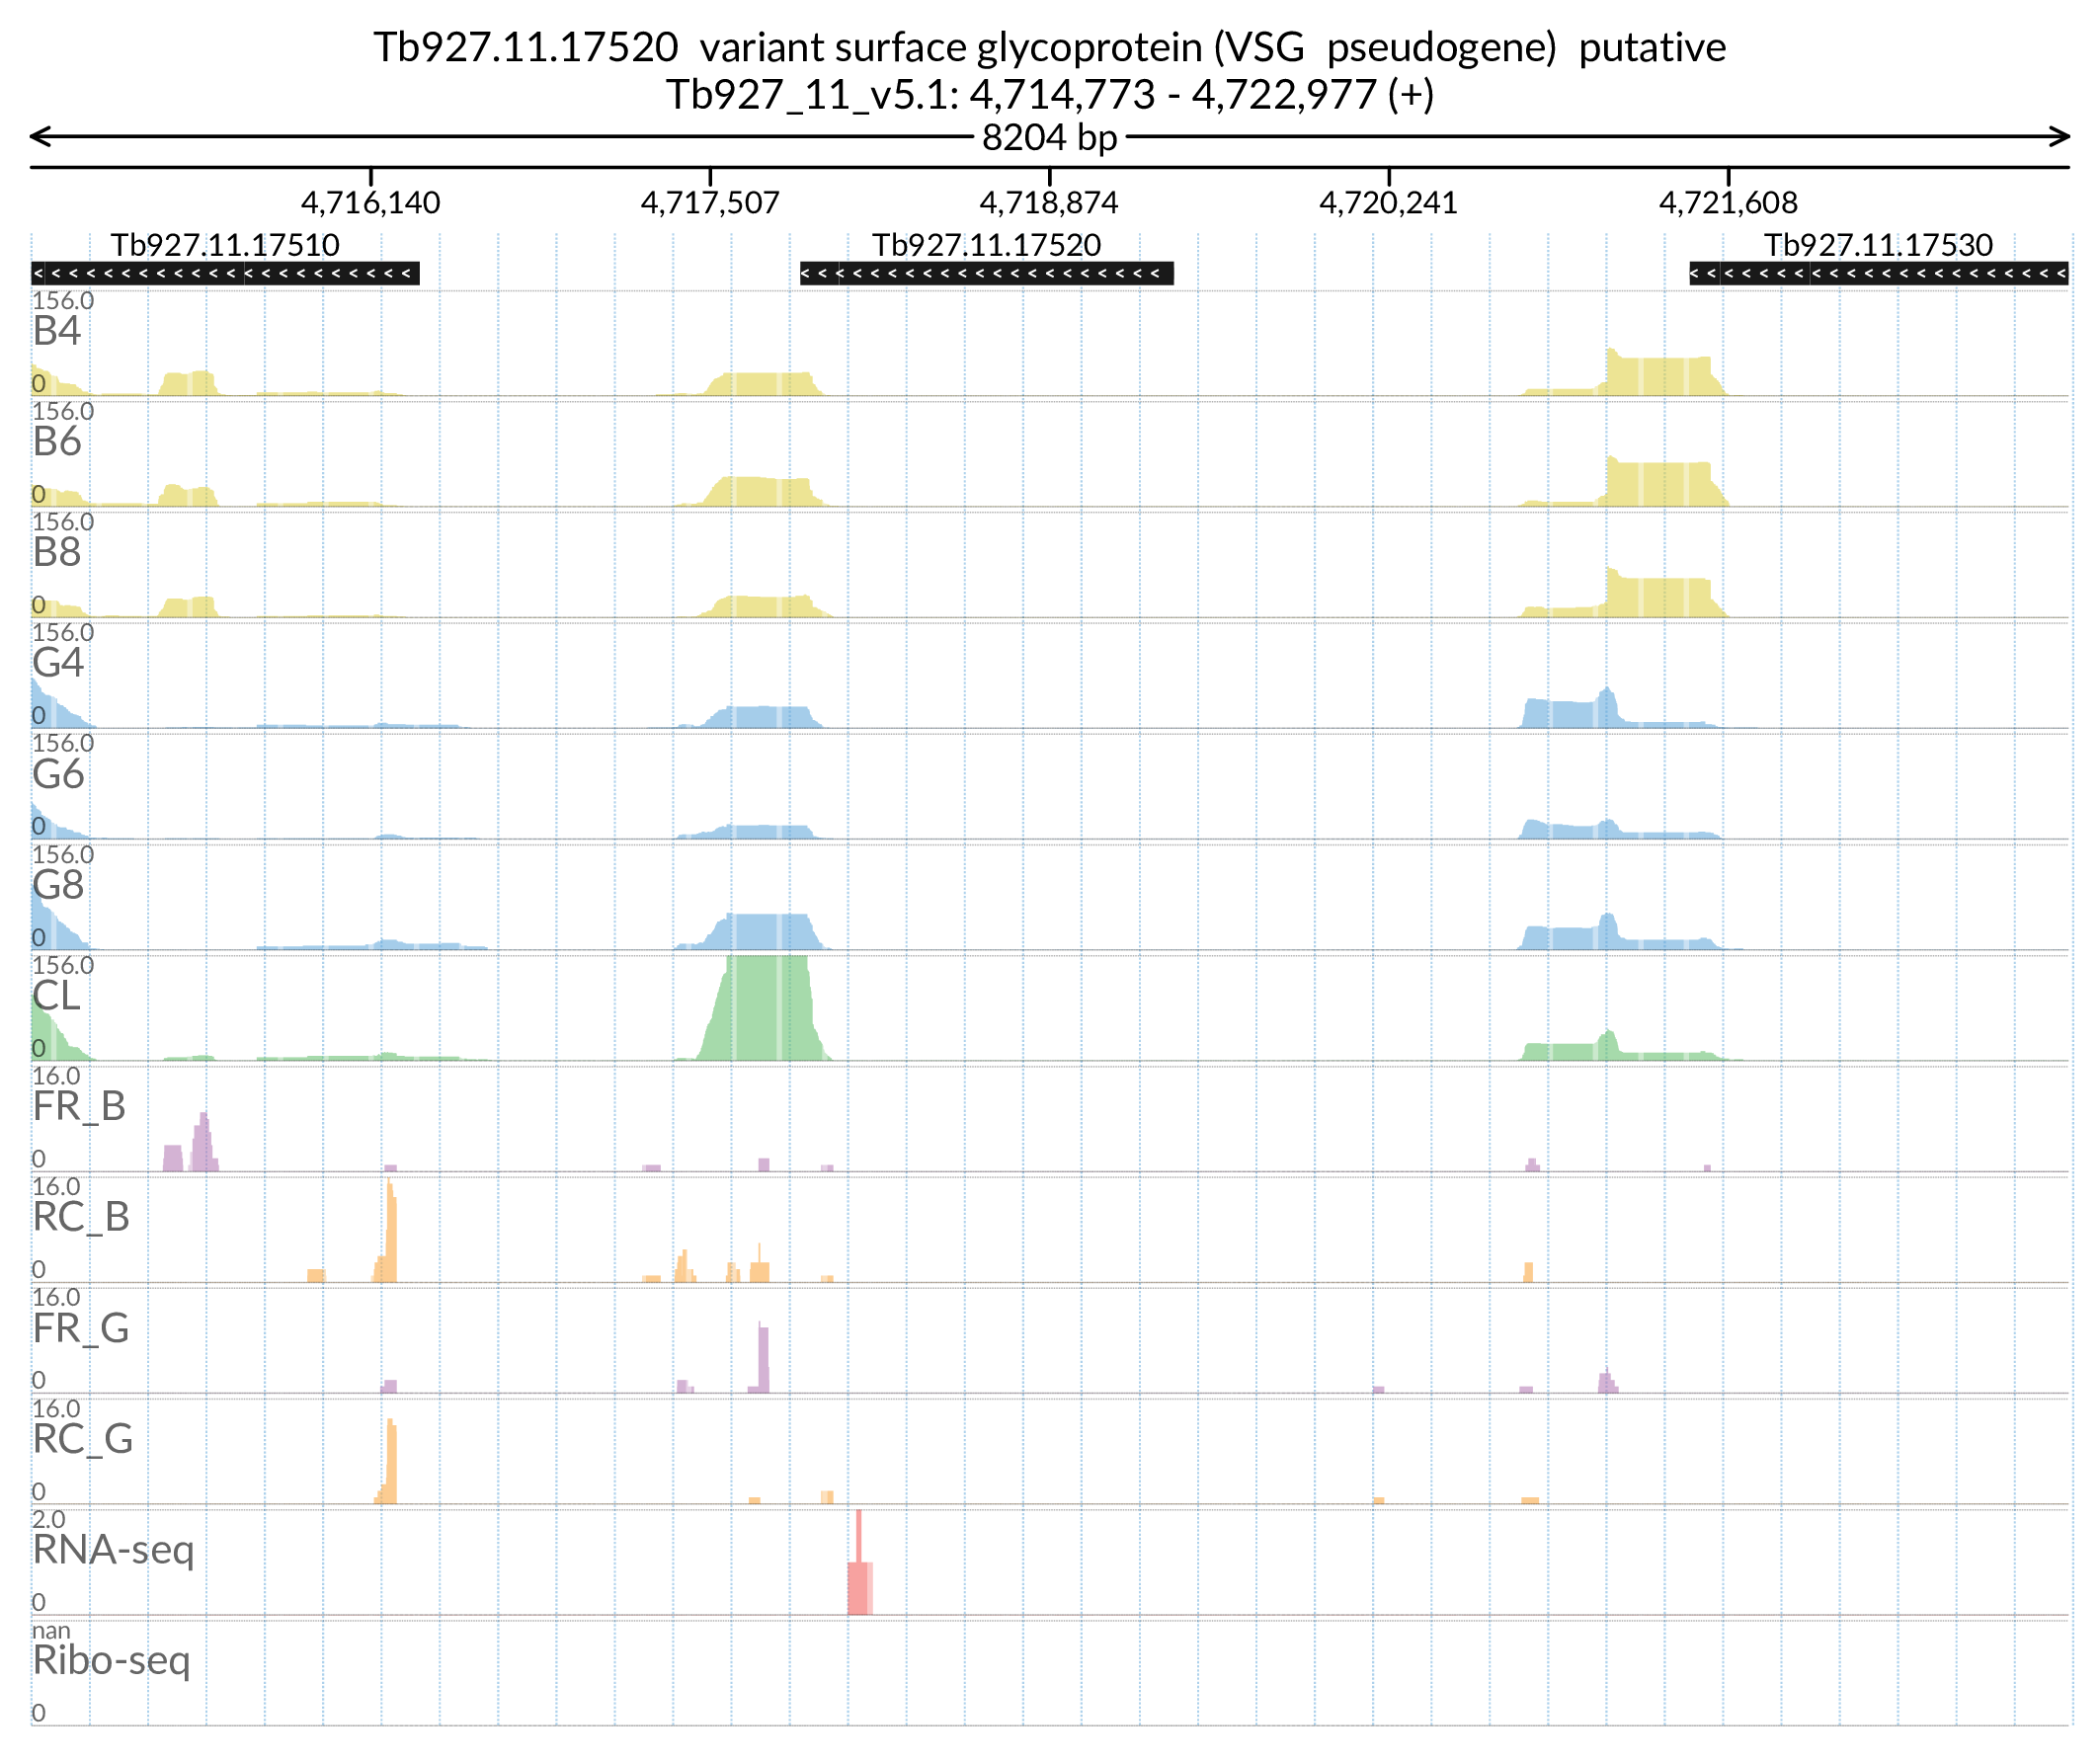 Tb927.11.17520 variant surface glycoprotein (VSG pseudogene) putative
Tb927_11_v5.1: 4,714,773 - 4,722,977 (+)
8204 bp
4,716,140 4,717,507 4,718,874 4,720,241 4,721,608
Tb927.11.17510 Tb927.11.17520 Tb927.11.17530
156.0
B4
0
156.0
B6
0
156.0
B8
0
156.0
G4
0
156.0
G6
0
156.0
G8
0
156.0
CL
0
16.0
FR_B
0
16.0
RC_B
0
16.0
FR_G
0
16.0
RC_G
0
2.0
RNA-seq
0
nan
Ribo-seq
0